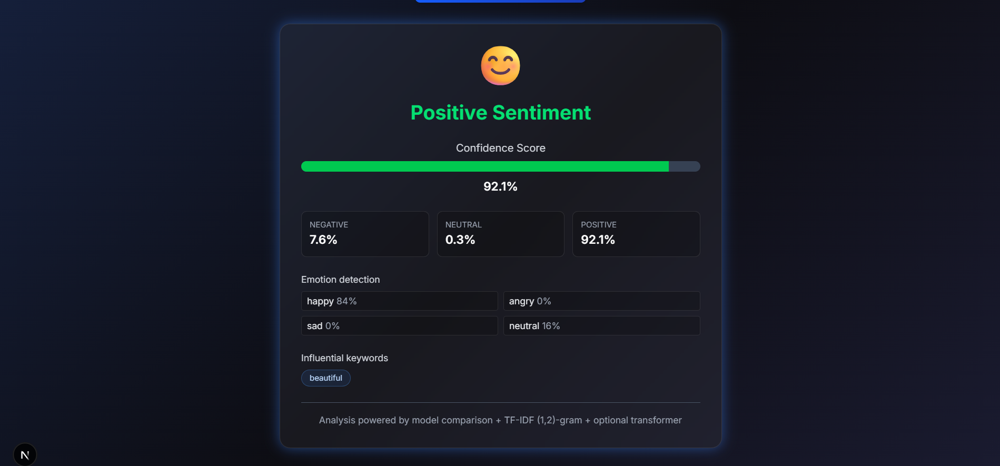 Positive Sentiment
Confidence Score
92.1%
NEGATIVE
7.6%
NEUTRAL
0.3%
POSITIVE
92.1%
Emotion detection
happy 84%
angry 0%
sad 0%
neutral 16%
Influential keywords
beautiful
Analysis powered by model comparison + TF-IDF (1,2)-gram + optional transformer
N